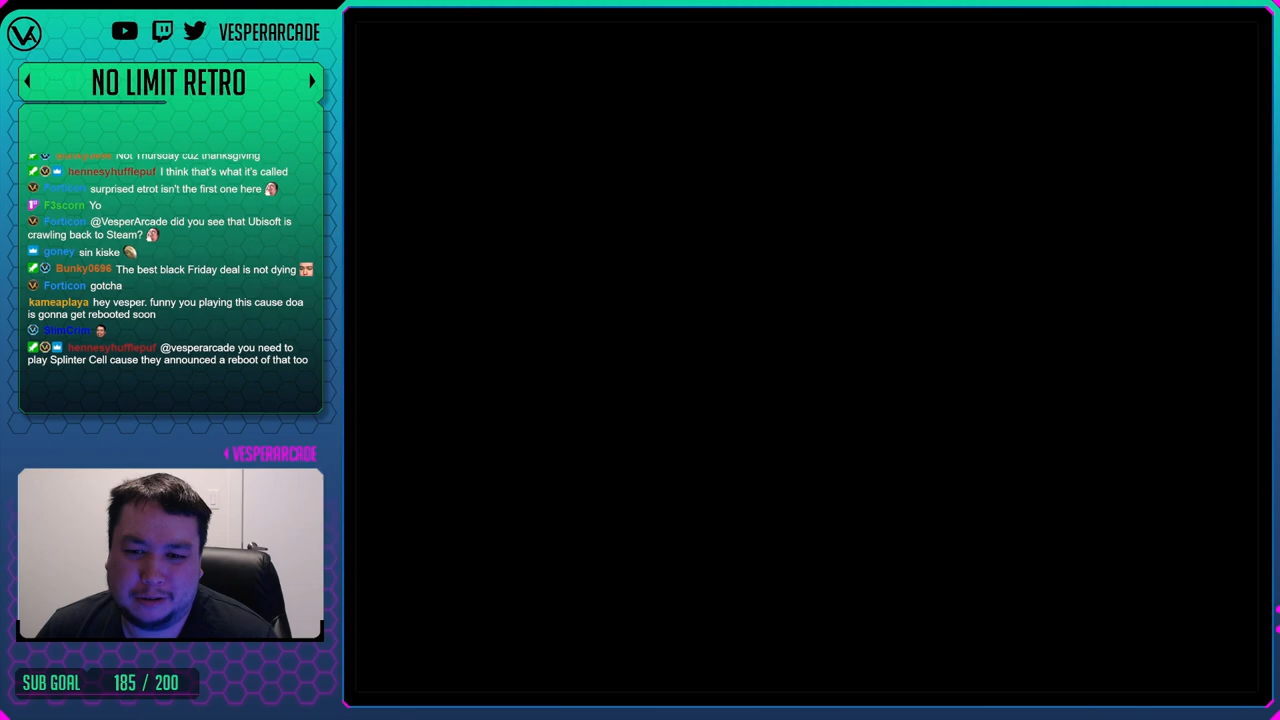 VESPERARCADE
NO LIMIT RETRO
Not Thursday cuz thanksgiving
hennesyhufflepuf I think that's what it's called
Forticon surprised etrot isn't the first one here
F3scorn Yo
Forticon @VesperArcade did you see that Ubisoft is
crawling back to Steam?
goney sin kiske
Bunky0696 The best black Friday deal is not dying
Forticon gotcha
kameaplaya hey vesper. funny you playing this cause doa
is gonna get rebooted soon
SlimCrim
hennesyhufflepuf @vesperarcade you need to
play Splinter Cell cause they announced a reboot of that too
VESPERARCADE
SUB GOAL 185 / 200